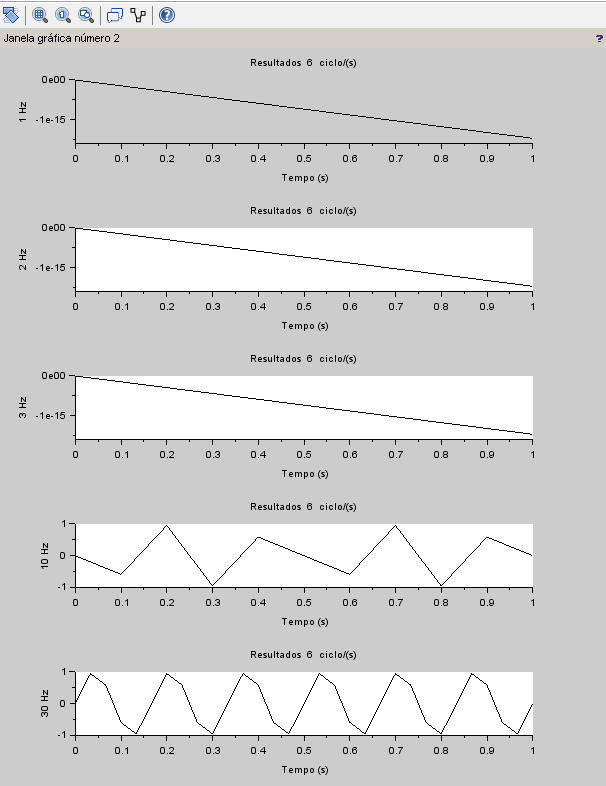 Janela gráfica número 2
?
Resultados 6 ciclo/(s)
1 Hz
0e00
-1e-15
0 0.1 0.2 0.3 0.4 0.5 0.6 0.7 0.8 0.9 1
Tempo (s)
Resultados 6 ciclo/(s)
2 Hz
0e00
-1e-15
0 0.1 0.2 0.3 0.4 0.5 0.6 0.7 0.8 0.9 1
Tempo (s)
Resultados 6 ciclo/(s)
3 Hz
0e00
-1e-15
0 0.1 0.2 0.3 0.4 0.5 0.6 0.7 0.8 0.9 1
Tempo (s)
Resultados 6 ciclo/(s)
10 Hz
1
0
-1
0 0.1 0.2 0.3 0.4 0.5 0.6 0.7 0.8 0.9 1
Tempo (s)
Resultados 6 ciclo/(s)
30 Hz
1
0
-1
0 0.1 0.2 0.3 0.4 0.5 0.6 0.7 0.8 0.9 1
Tempo (s)